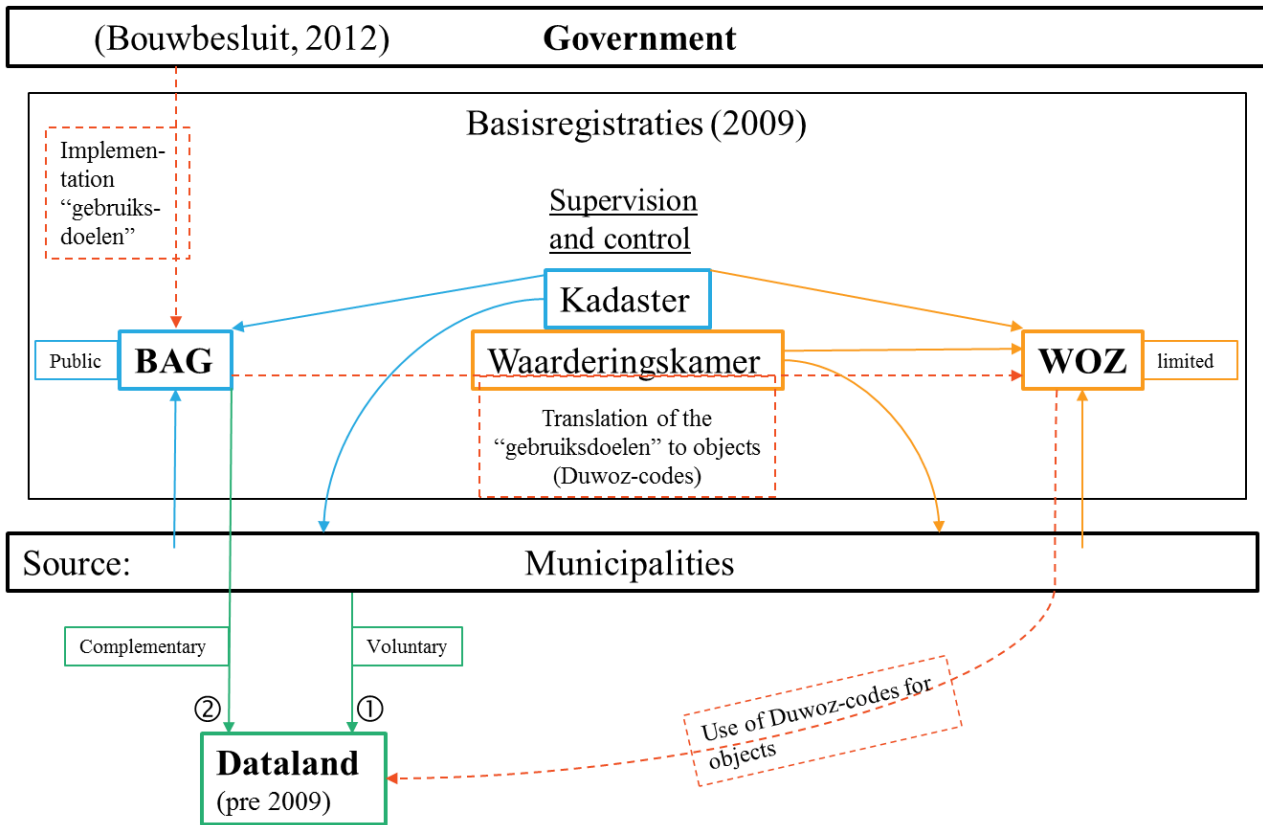 (Bouwbesluit, 2012) Government
Basisregistraties (2009)
Implemen-
tation
“gebruiks-
doelen”
Supervision
and control
Kadaster
Public
BAG
Waarderingskamer
WOZ
limited
Translation of the
“gebruiksdoelen” to objects
(Duwoz-codes)
Source: Municipalities
Complementary
Voluntary
②
①
Use of Duwoz-codes for
objects
Dataland
(pre 2009)